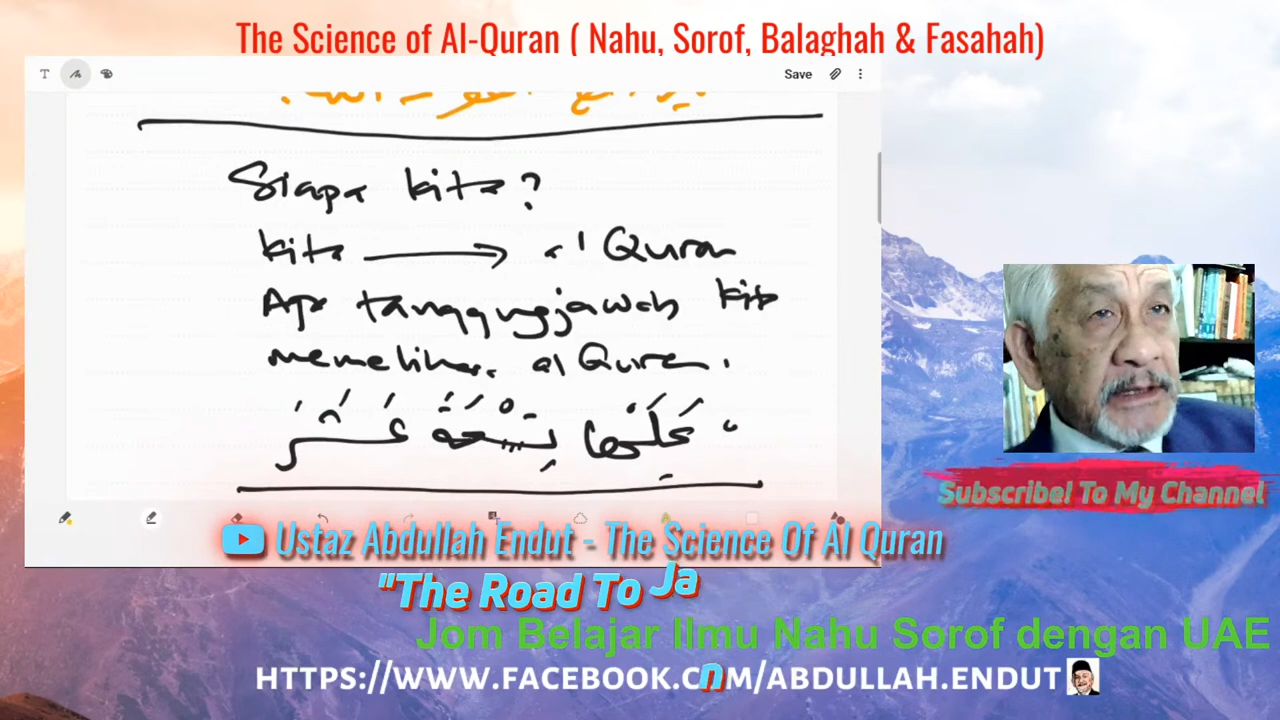 The Science of Al-Quran ( Nahu, Sorof, Balaghah & Fasahah)
T
Save
Siapa kita?
kita → al Quran
Apa tanggungjawab kita
memelihara al Quran.
عَلَيْهَا تِسْعَةَ عَشَرَ
Ustaz Abdullah Endut - The Science Of Al Quran
"The Road To Ja
n
Jom Belajar Ilmu Nahu Sorof dengan UAE
HTTPS://WWW.FACEBOOK.COM/ABDULLAH.ENDUT
Subscribe! To My Channel